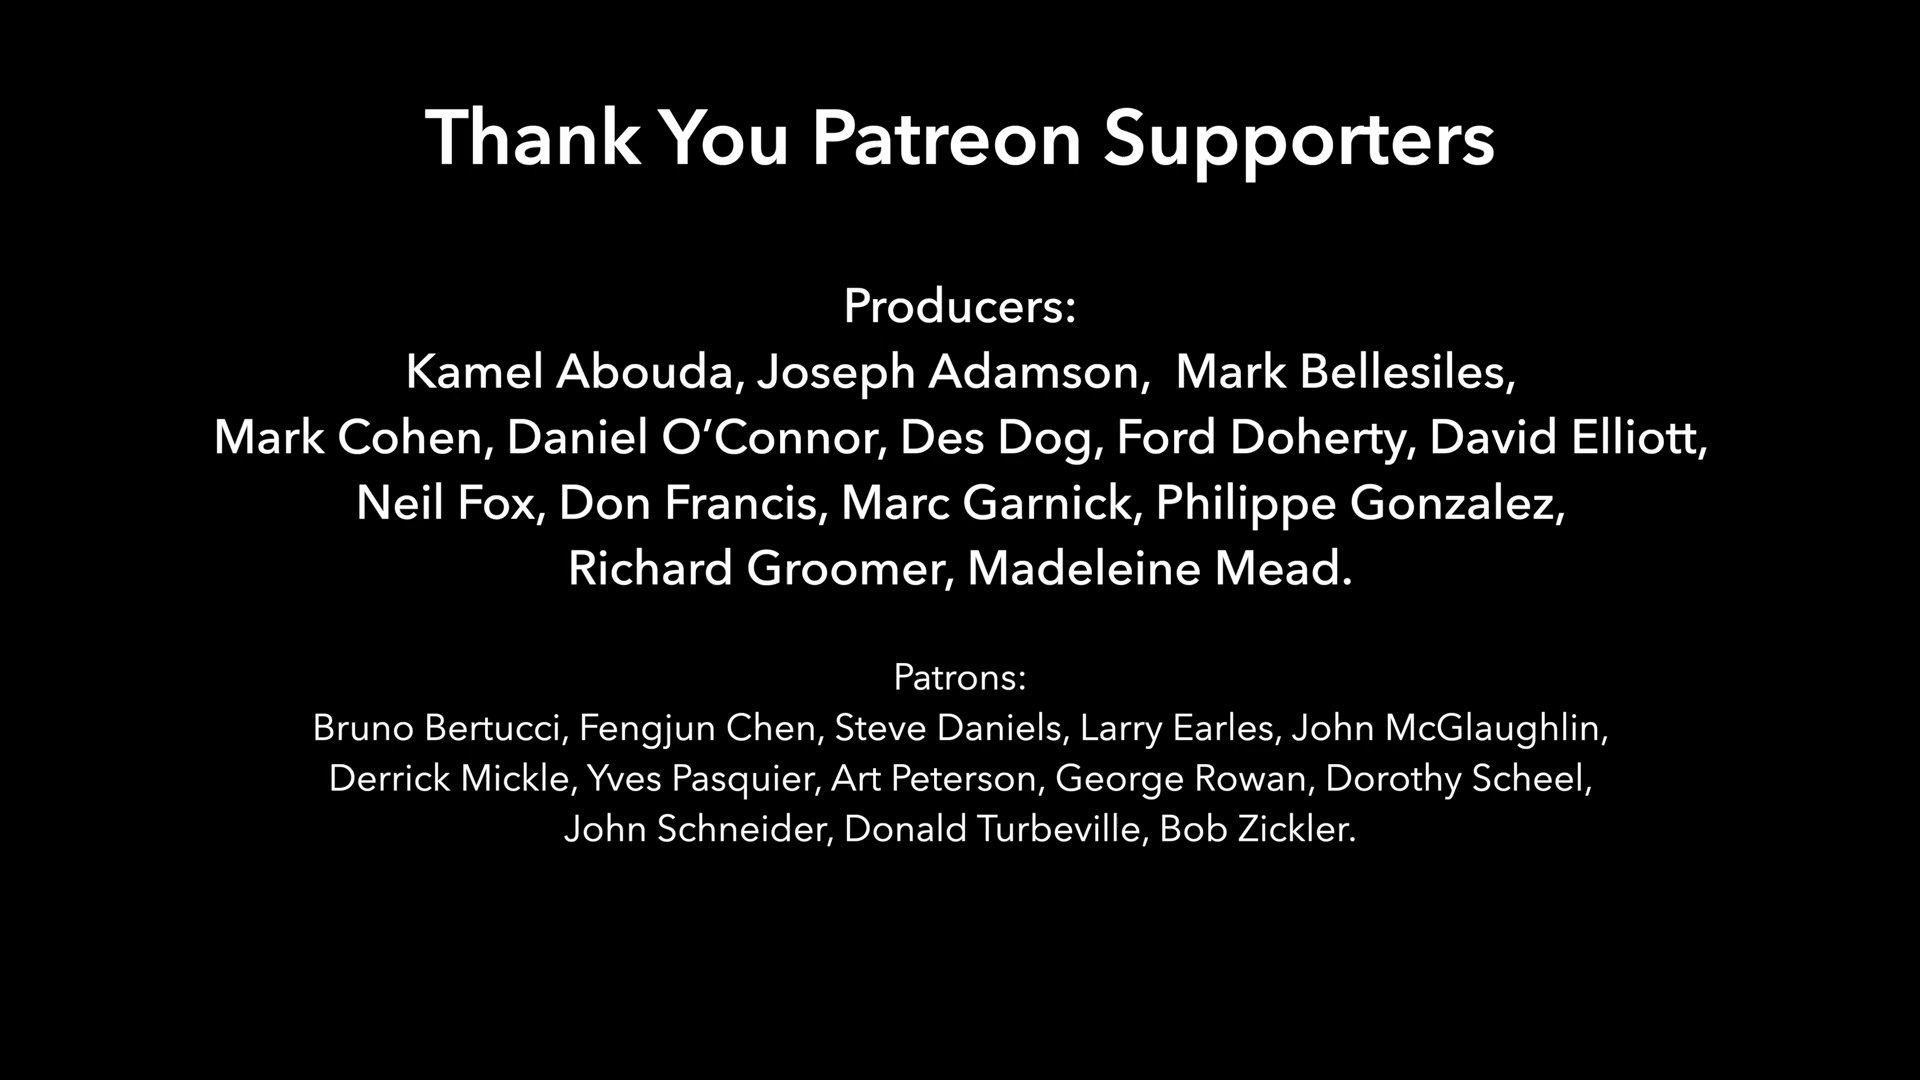 Thank You Patreon Supporters
Producers:
Kamel Abouda, Joseph Adamson,  Mark Bellesiles,
Mark Cohen, Daniel O’Connor, Des Dog, Ford Doherty, David Elliott,
Neil Fox, Don Francis, Marc Garnick, Philippe Gonzalez,
Richard Groomer, Madeleine Mead.
Patrons:
Bruno Bertucci, Fengjun Chen, Steve Daniels, Larry Earles, John McGlaughlin,
Derrick Mickle, Yves Pasquier, Art Peterson, George Rowan, Dorothy Scheel,
John Schneider, Donald Turbeville, Bob Zickler.